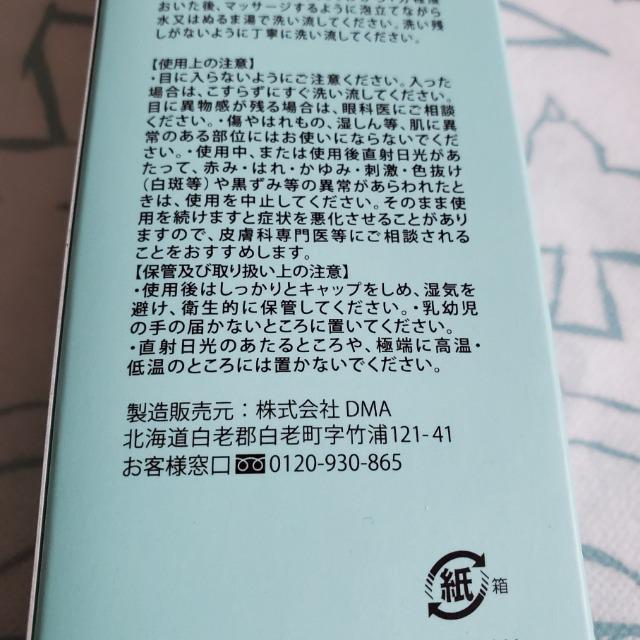 おいた後、マッサージするように泡立てながら
水又はぬるま湯で洗い流してください。洗い残
しがないように丁寧に洗い流してください。
【使用上の注意】
・目に入らないようにご注意ください。入った
場合は、こすらずにすぐ洗い流してください。
目に異物感が残る場合は、眼科医にご相談
ください。・傷やはれもの、湿しん等、肌に異
常のある部位にはお使いにならないでくだ
さい。・使用中、または使用後直射日光があ
たって、赤み・はれ・かゆみ・刺激・色抜け
(白斑等)や黒ずみ等の異常があらわれたと
きは、使用を中止してください。そのまま使
用を続けますと症状を悪化させることがあり
ますので、皮膚科専門医等にご相談される
ことをおすすめします。
【保管及び取り扱い上の注意】
・使用後はしっかりとキャップをしめ、湿気を
避け、衛生的に保管してください。・乳幼児
の手の届かないところに置いてください。
・直射日光のあたるところや、極端に高温・
低温のところには置かないでください。
製造販売元：株式会社 DMA
北海道白老郡白老町字竹浦121-41
お客様窓口 0120-930-865
紙 箱